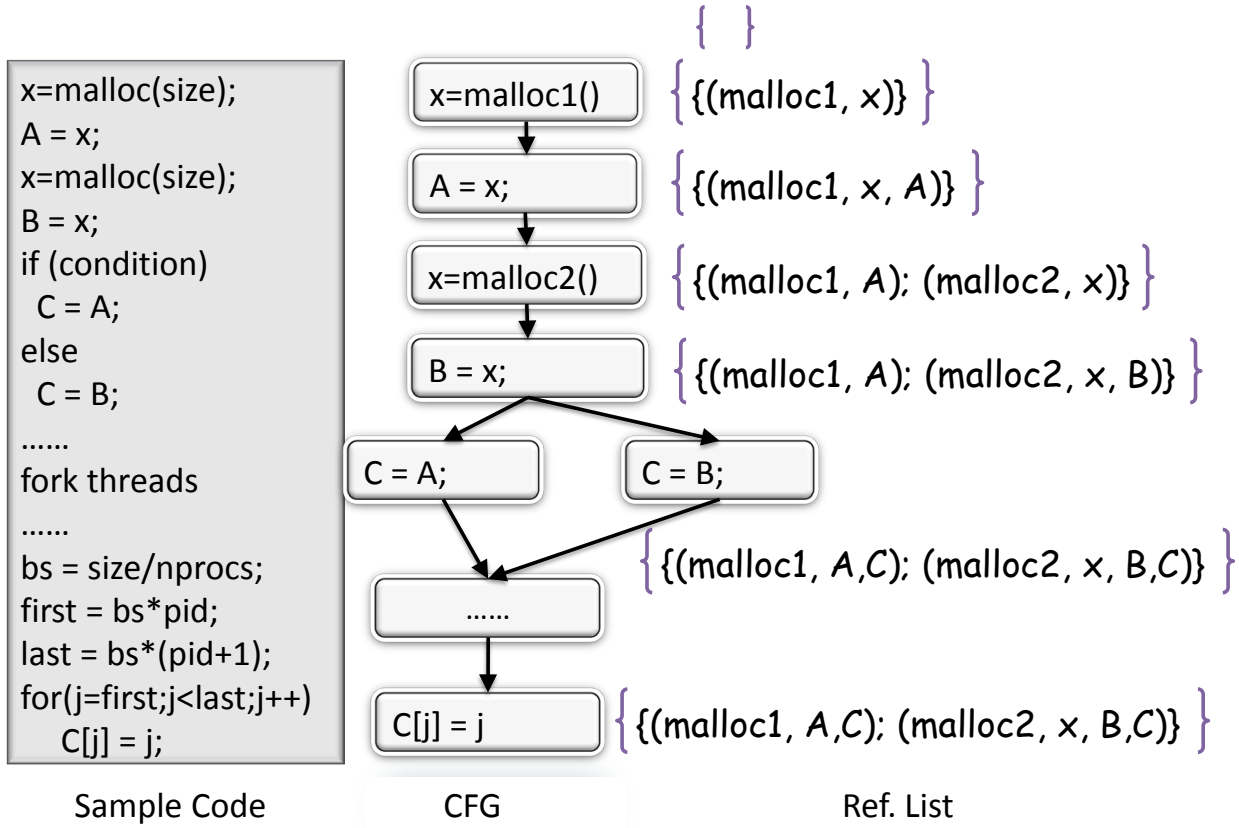 { }
x=malloc(size);
A = x;
x=malloc(size);
B = x;
if (condition)
C = A;
else
C = B;
......
fork threads
......
bs = size/nprocs;
first = bs*pid;
last = bs*(pid+1);
for(j=first;j<last;j++)
C[j] = j;
Sample Code
x=malloc1()
A = x;
x=malloc2()
B = x;
C = A;
C = B;
......
C[j] = j
CFG
{ {(malloc1, x)} }
{ {(malloc1, x, A)} }
{ {(malloc1, A); (malloc2, x)} }
{ {(malloc1, A); (malloc2, x, B)} }
{ {(malloc1, A,C); (malloc2, x, B,C)} }
{ {(malloc1, A,C); (malloc2, x, B,C)} }
Ref. List